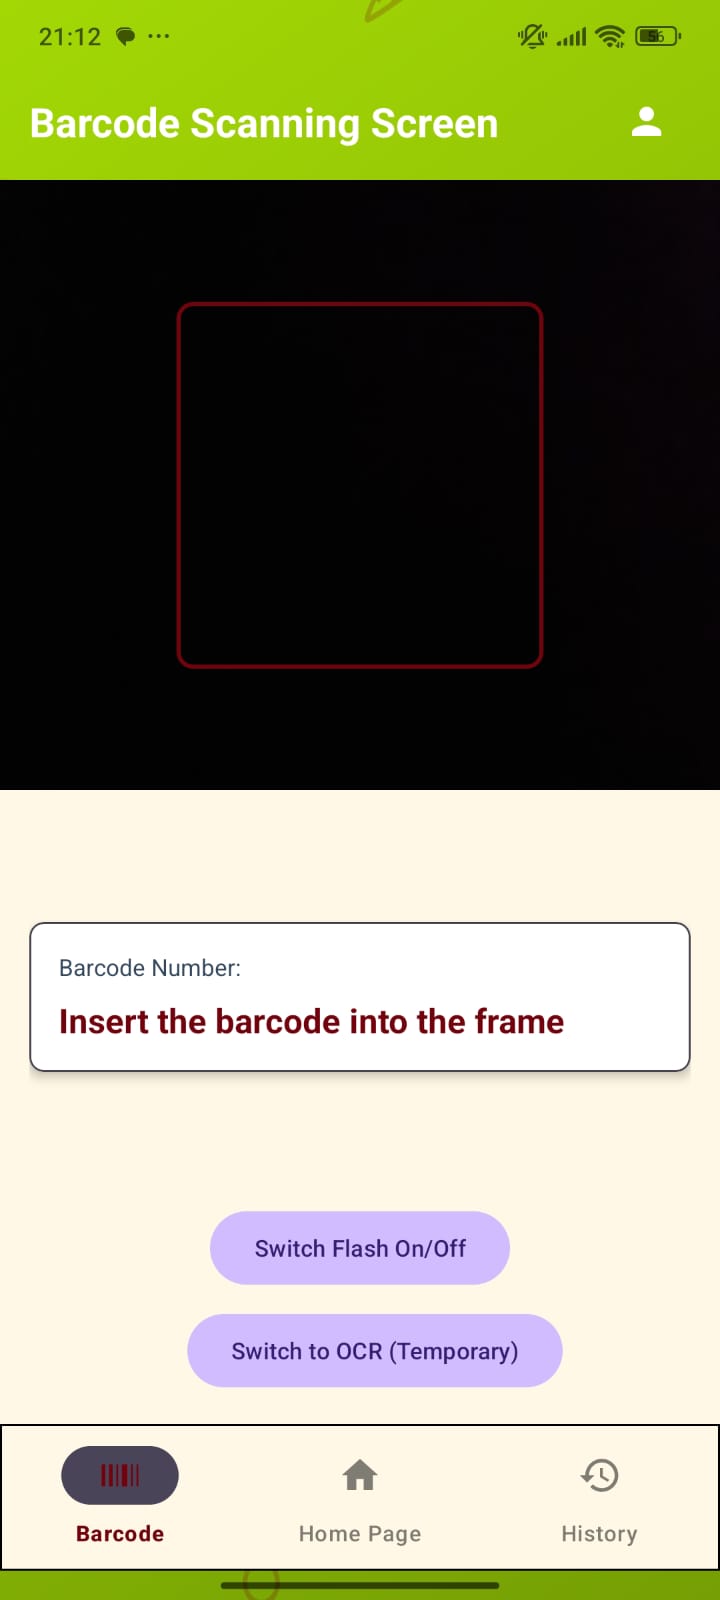 21:12
56
Barcode Scanning Screen
Barcode Number:
Insert the barcode into the frame
Switch Flash On/Off
Switch to OCR (Temporary)
Barcode
Home Page
History